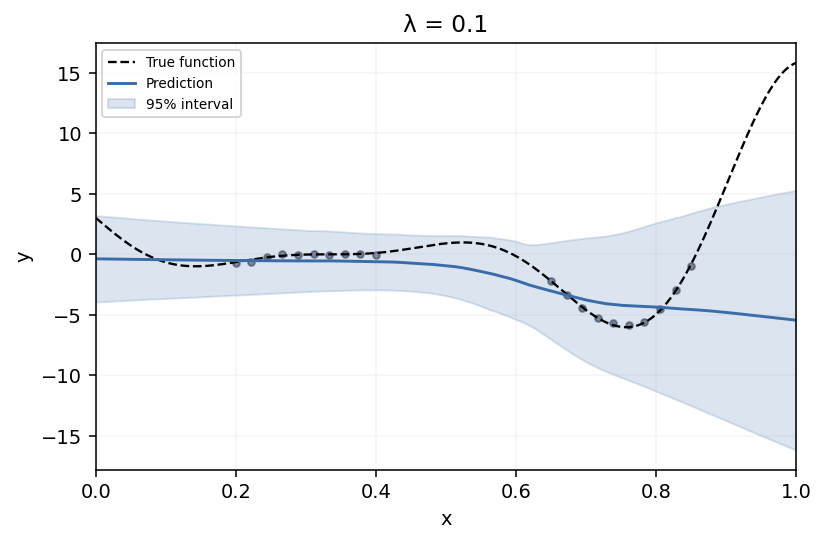 λ = 0.1
True function
Prediction
95% interval
15
10
5
0
−5
−10
−15
y
0.0 0.2 0.4 0.6 0.8 1.0
x